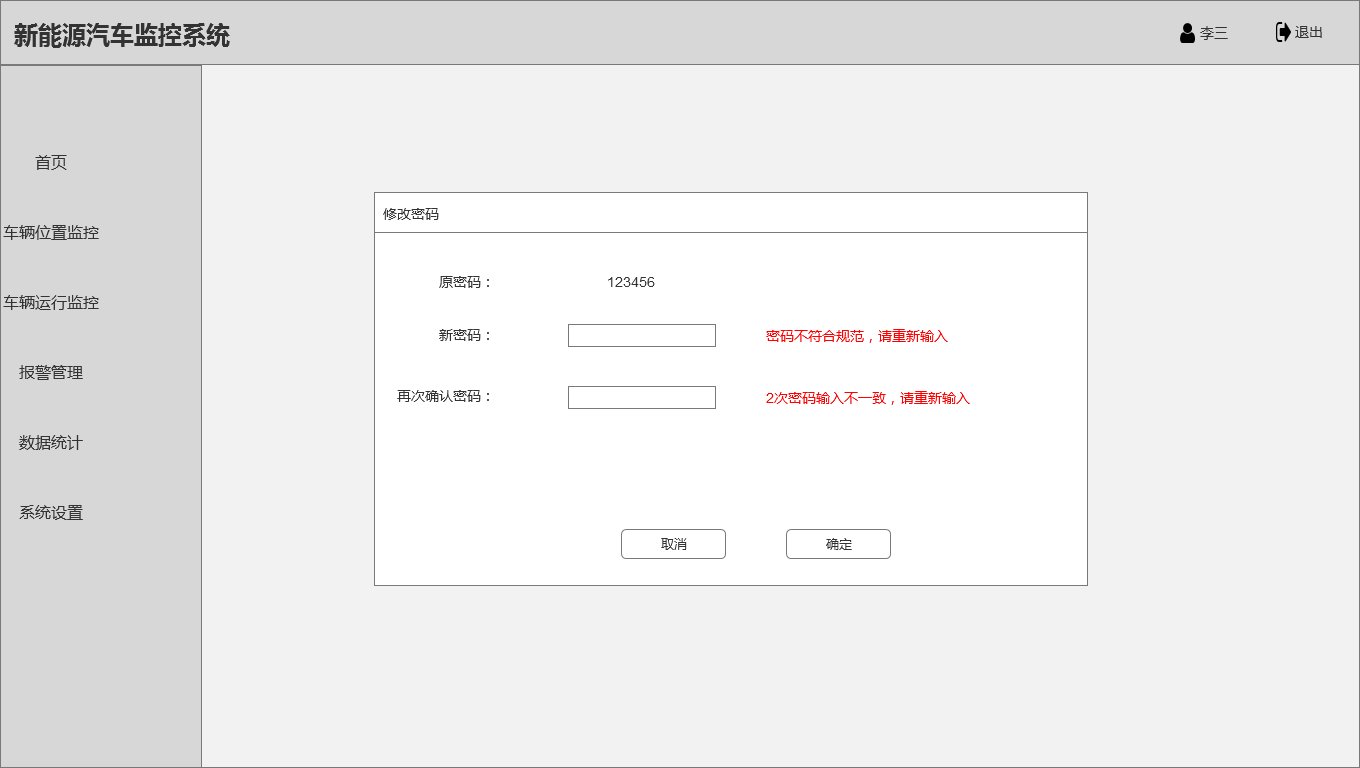 新能源汽车监控系统
李三
退出
首页
车辆位置监控
车辆运行监控
报警管理
数据统计
系统设置
修改密码
原密码：
123456
新密码：
密码不符合规范，请重新输入
再次确认密码：
2次密码输入不一致，请重新输入
取消
确定